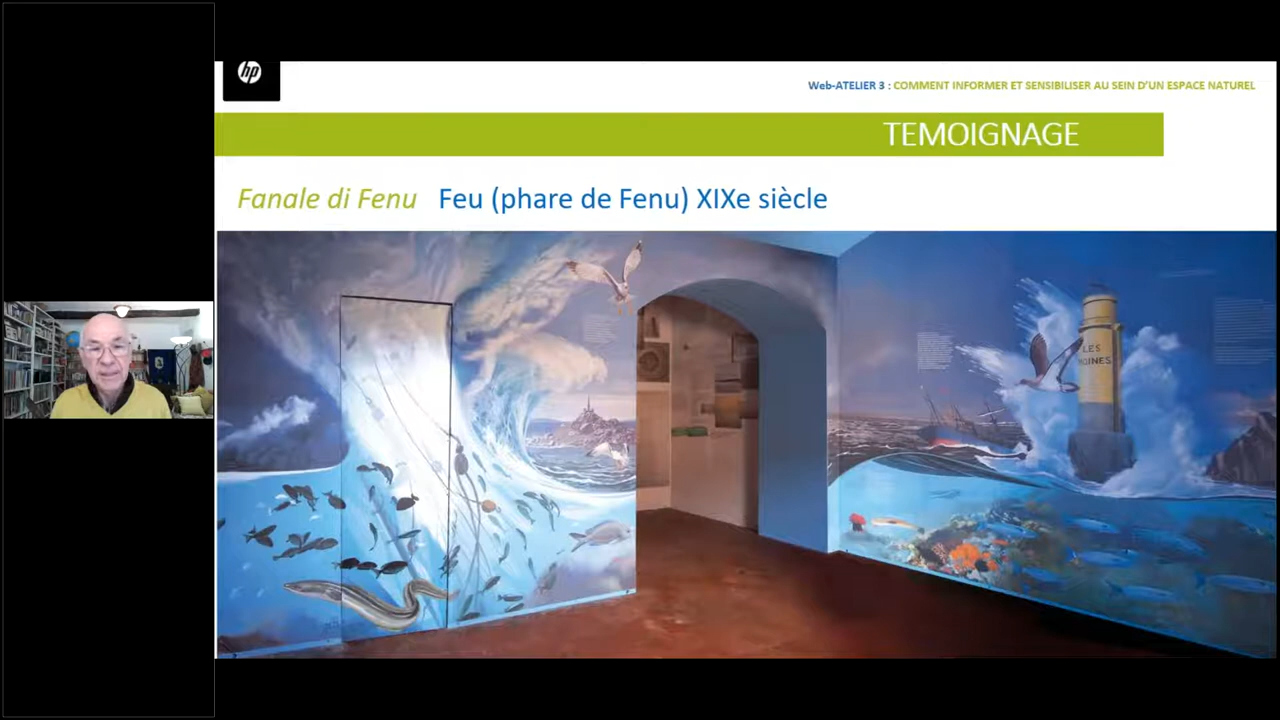 hp
Web-ATELIER 3 : COMMENT INFORMER ET SENSIBILISER AU SEIN D'UN ESPACE NATUREL
TEMOIGNAGE
Fanale di Fenu Feu (phare de Fenu) XIXe siècle
LES
MOINES